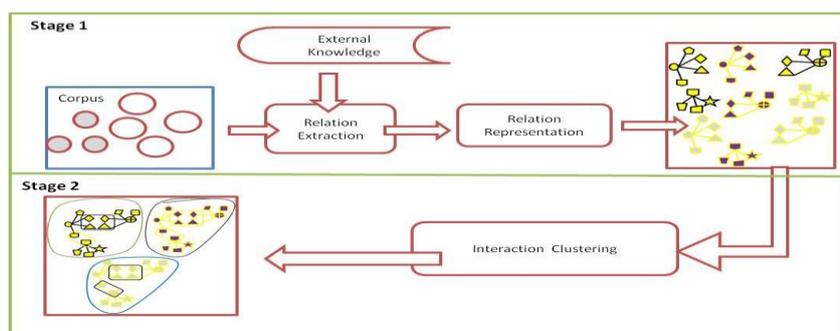 Stage 1
External
Knowledge
Corpus
Relation
Extraction
Relation
Representation
Stage 2
Interaction Clustering